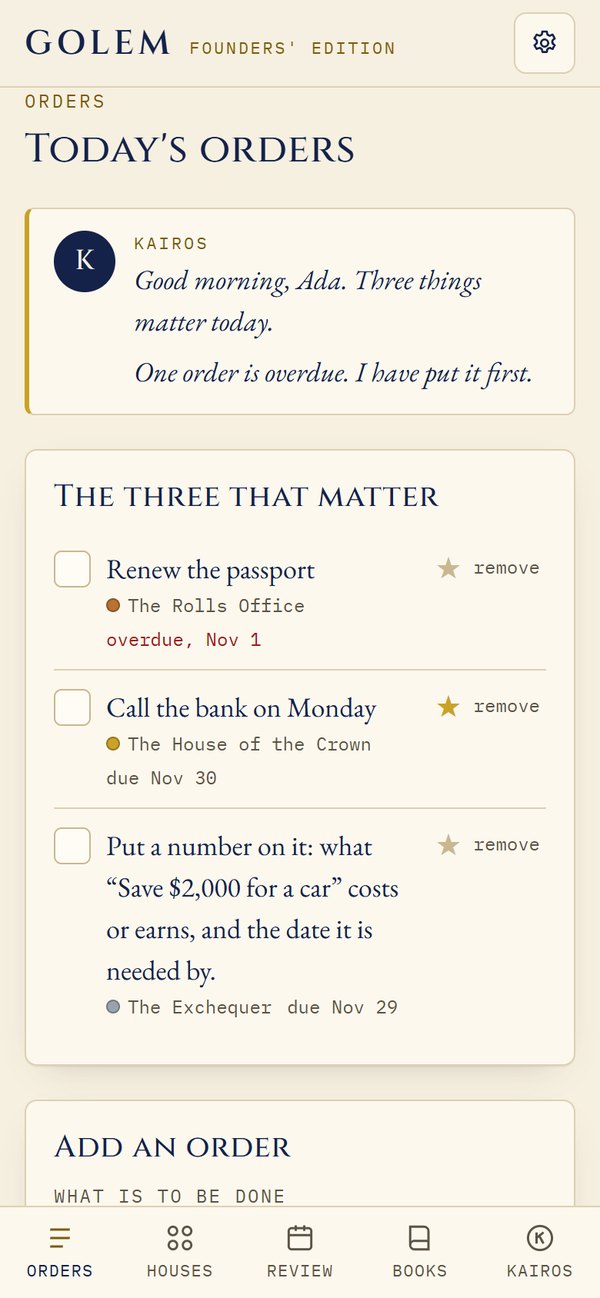 GOLEM FOUNDERS' EDITION
ORDERS
Today's orders
K
KAIROS
Good morning, Ada. Three things
matter today.
One order is overdue. I have put it first.
The three that matter
Renew the passport
remove
The Rolls Office
overdue, Nov 1
Call the bank on Monday
remove
The House of the Crown
due Nov 30
Put a number on it: what
remove
“Save $2,000 for a car” costs
or earns, and the date it is
needed by.
The Exchequer due Nov 29
Add an order
WHAT IS TO BE DONE
ORDERS
HOUSES
REVIEW
BOOKS
K
KAIROS